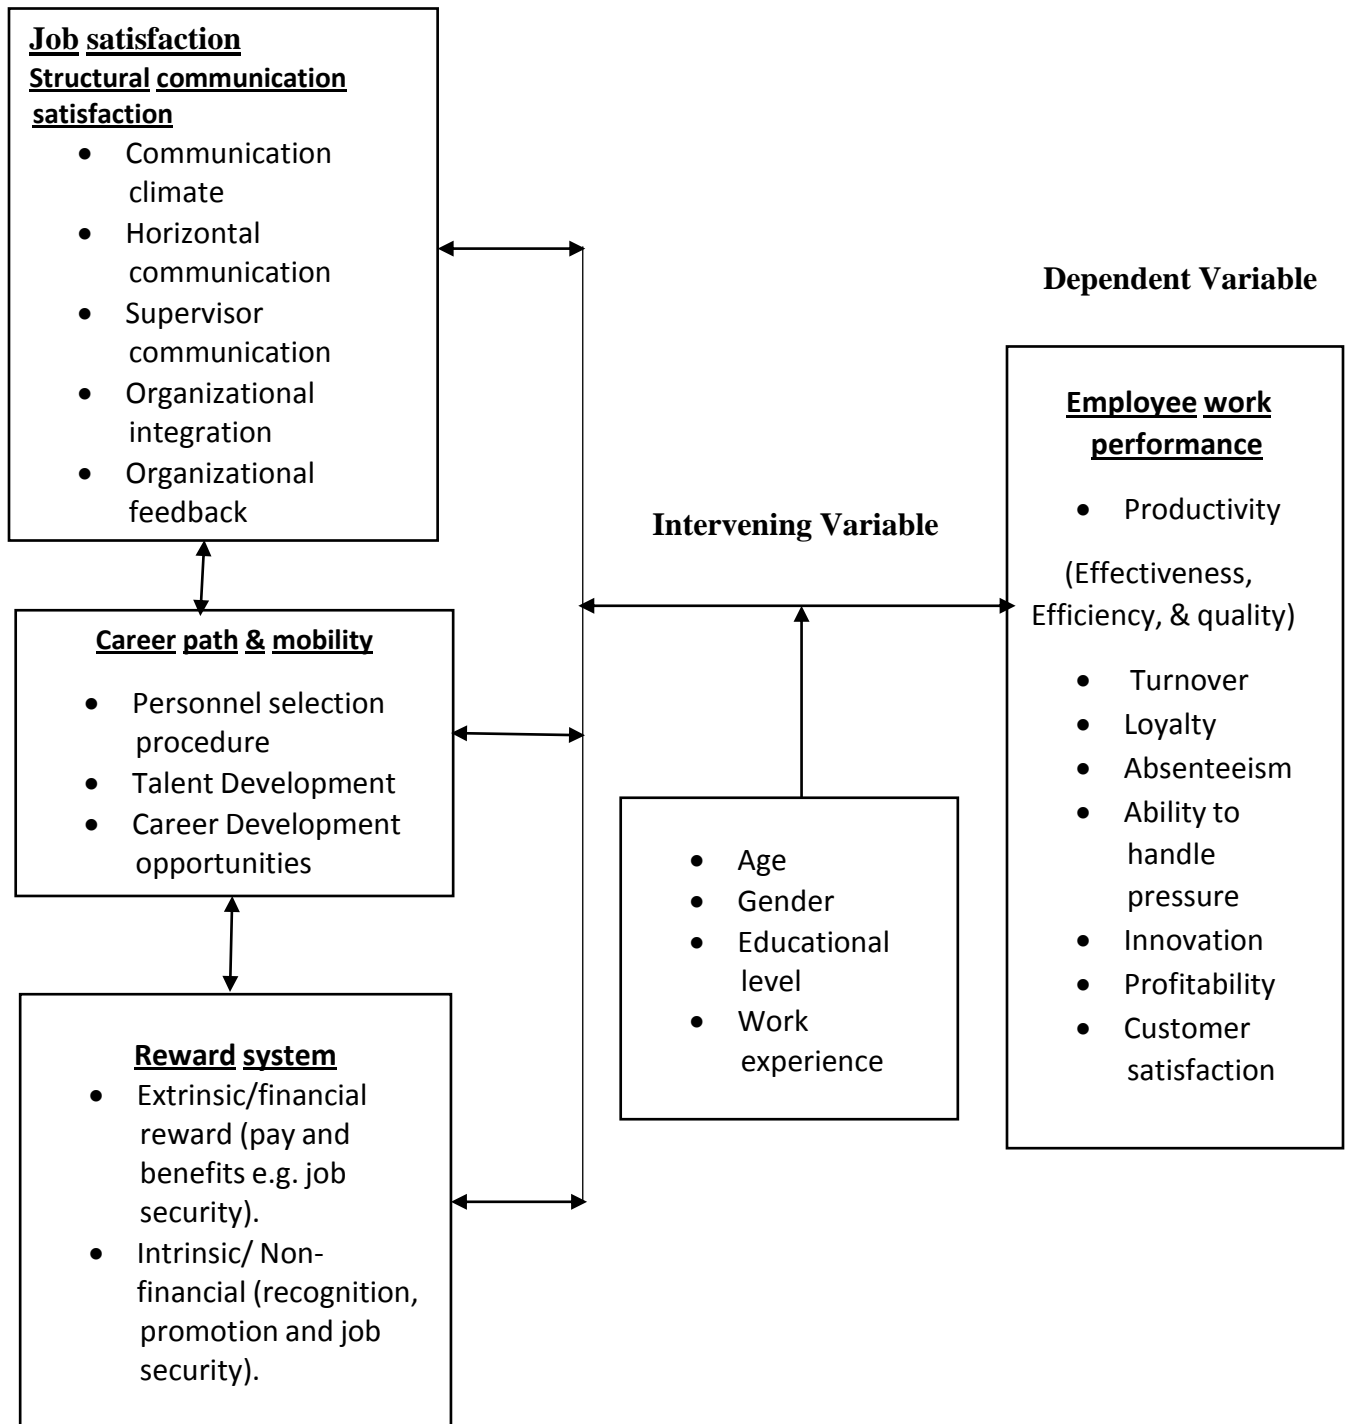 Job satisfaction
Structural communication
satisfaction
• Communication
climate
• Horizontal
communication
• Supervisor
communication
• Organizational
integration
• Organizational
feedback
Career path & mobility
• Personnel selection
procedure
• Talent Development
• Career Development
opportunities
Reward system
• Extrinsic/financial
reward (pay and
benefits e.g. job
security).
• Intrinsic/ Non-
financial (recognition,
promotion and job
security).
Intervening Variable
• Age
• Gender
• Educational
level
• Work
experience
Dependent Variable
Employee work
performance
• Productivity
(Effectiveness,
Efficiency, & quality)
• Turnover
• Loyalty
• Absenteeism
• Ability to
handle
pressure
• Innovation
• Profitability
• Customer
satisfaction